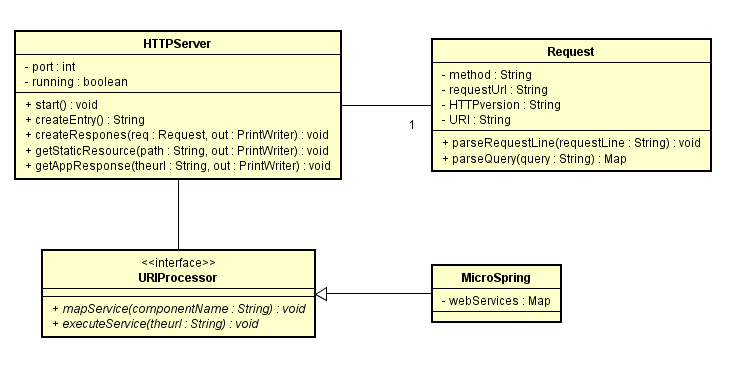 HTTPServer
- port : int
- running : boolean
+ start() : void
+ createEntry() : String
+ createRespones(req : Request, out : PrintWriter) : void
+ getStaticResource(path : String, out : PrintWriter) : void
+ getAppResponse(theurl : String, out : PrintWriter) : void
1
Request
- method : String
- requestUrl : String
- HTTPversion : String
- URI : String
+ parseRequestLine(requestLine : String) : void
+ parseQuery(query : String) : Map
<<interface>>
URIProcessor
+ mapService(componentName : String) : void
+ executeService(theurl : String) : void
MicroSpring
- webServices : Map